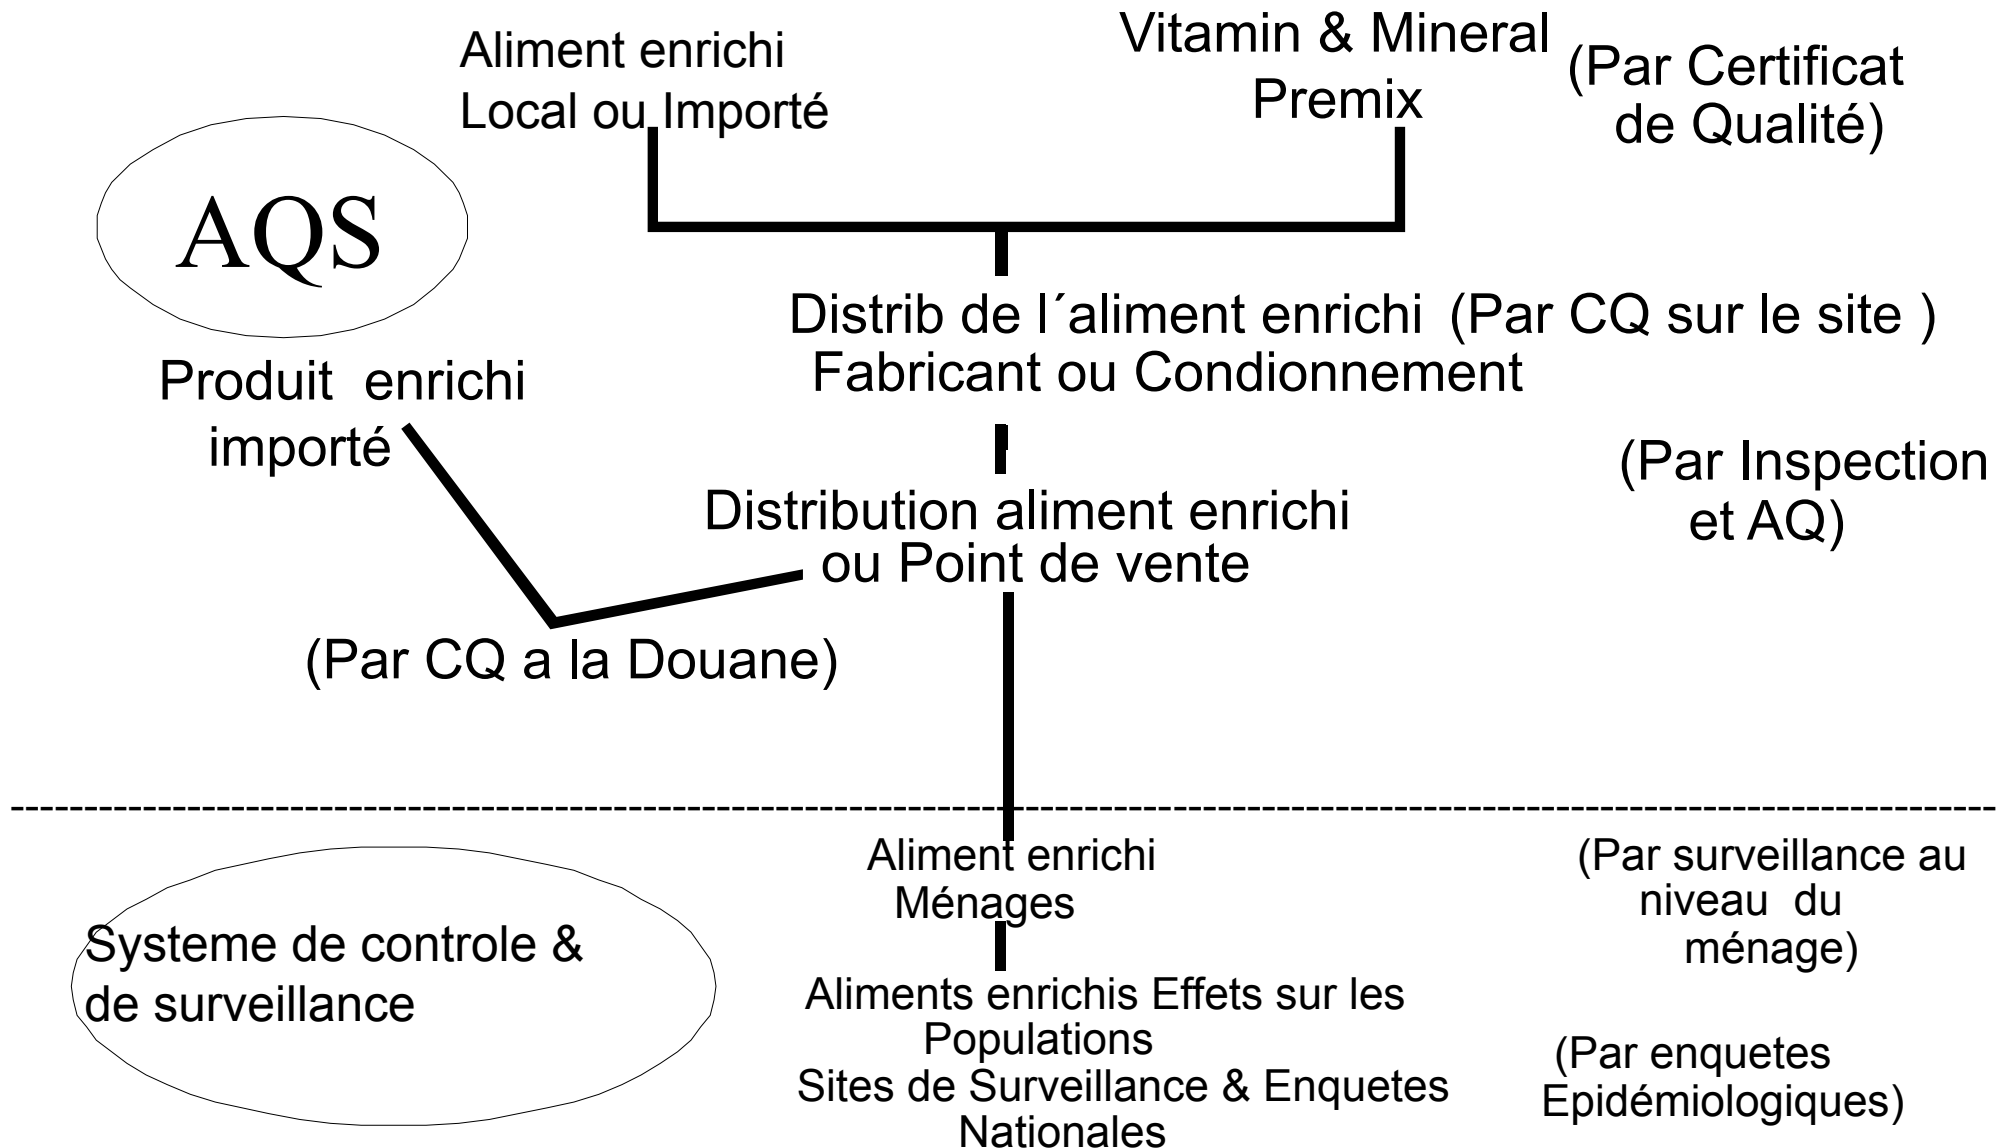 Aliment enrichi
Local ou Importé
Vitamin & Mineral
Premix
(Par Certificat
de Qualité)
AQS
Distrib de l´aliment enrichi (Par CQ sur le site )
Fabricant ou Condionnement
Produit enrichi
importé
(Par Inspection
et AQ)
Distribution aliment enrichi
ou Point de vente
(Par CQ a la Douane)
Aliment enrichi
Ménages
(Par surveillance au
niveau du
ménage)
Systeme de controle &
de surveillance
Aliments enrichis Effets sur les
Populations
Sites de Surveillance & Enquetes
Nationales
(Par enquetes
Epidémiologiques)